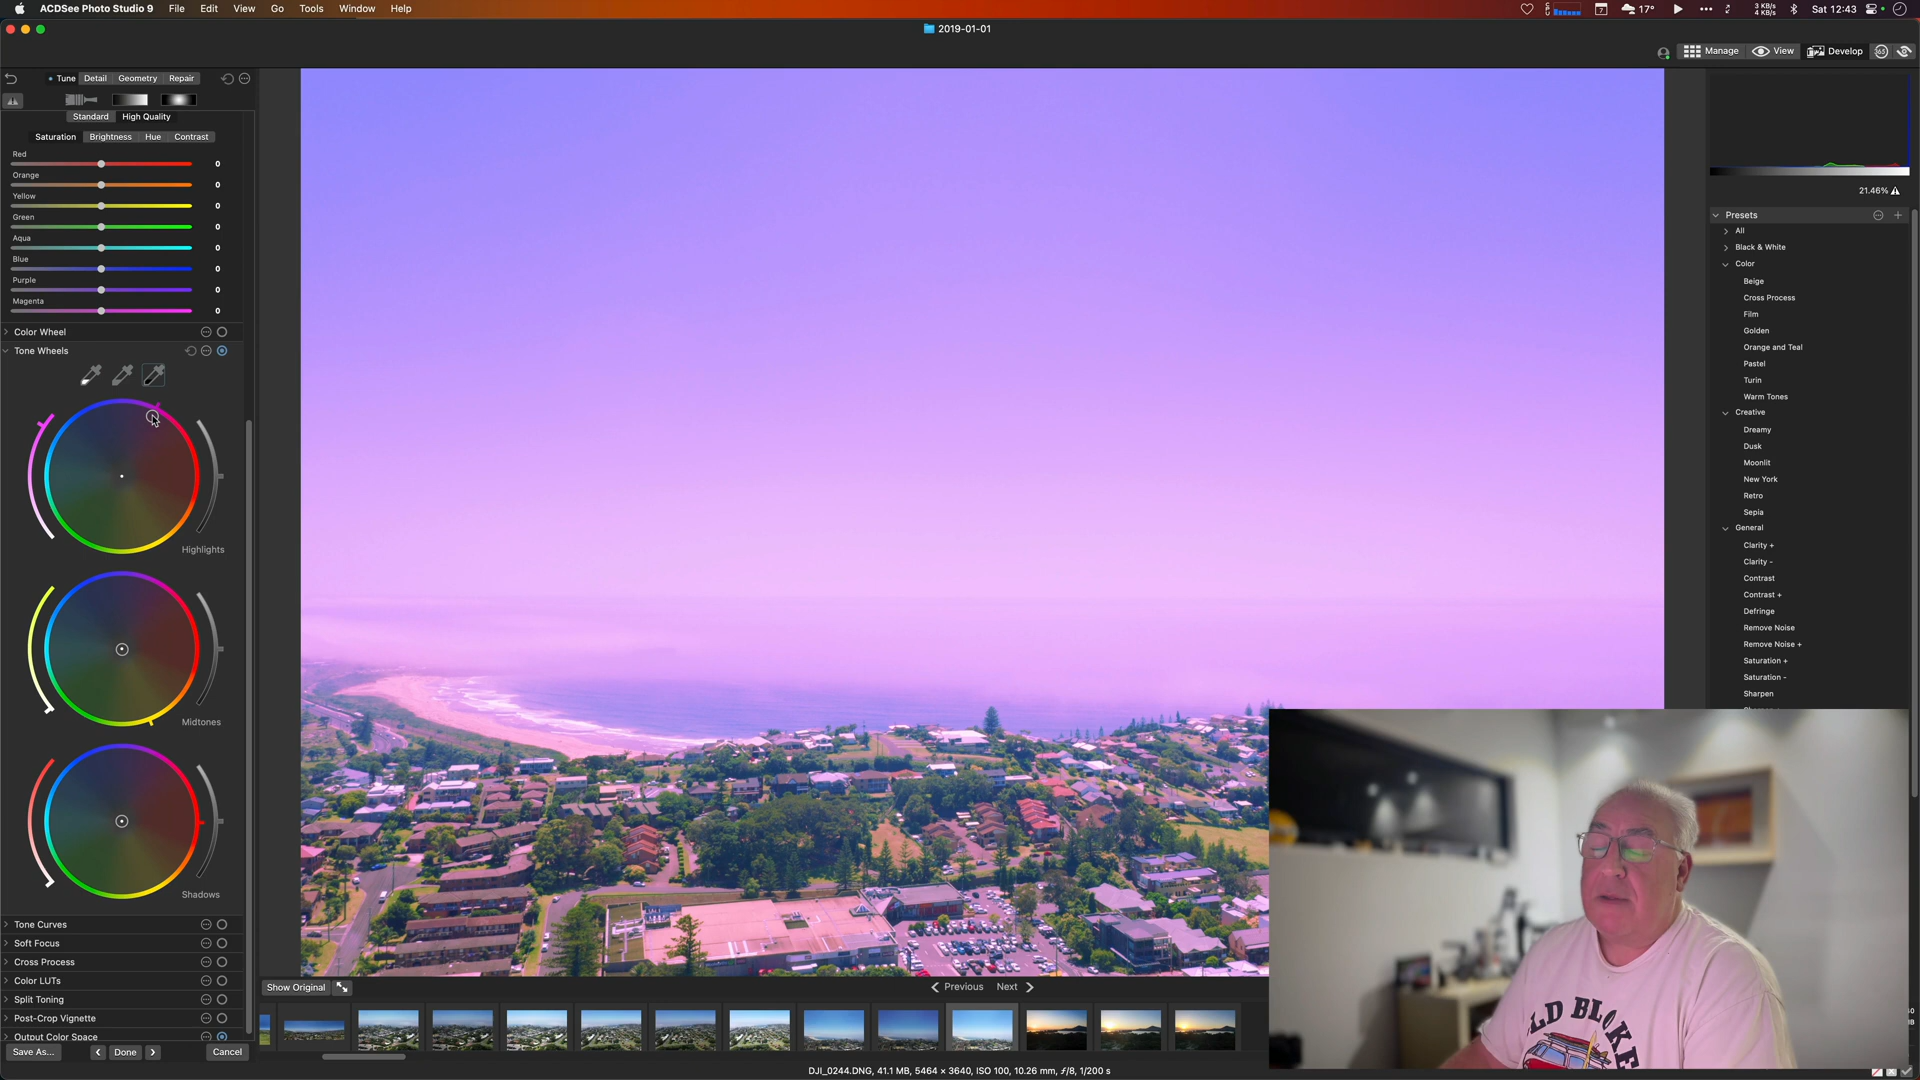 ACDSee Photo Studio 9 File Edit View Go Tools Window Help
3 KB/s
4 KB/s
17° Sat 12:43
2019-01-01
Manage View Develop 365
Tune Detail Geometry Repair
Standard High Quality
Saturation Brightness Hue Contrast
Red
0
Orange
0
Yellow
0
Green
0
Aqua
0
Blue
0
Purple
0
Magenta
0
Color Wheel
Tone Wheels
Highlights
Midtones
Shadows
Tone Curves
Soft Focus
Cross Process
Color LUTs
Split Toning
Post-Crop Vignette
Output Color Space
Save As... Done Cancel
Show Original
Previous Next
DJI_0244.DNG, 41.1 MB, 5464 × 3640, ISO 100, 10.26 mm, ƒ/8, 1/200 s
21.46%
Presets
All
Black & White
Color
Beige
Cross Process
Film
Golden
Orange and Teal
Pastel
Turin
Warm Tones
Creative
Dreamy
Dusk
Moonlit
New York
Retro
Sepia
General
Clarity +
Clarity -
Contrast
Contrast +
Defringe
Remove Noise
Remove Noise +
Saturation +
Saturation -
Sharpen
LD BLOKE